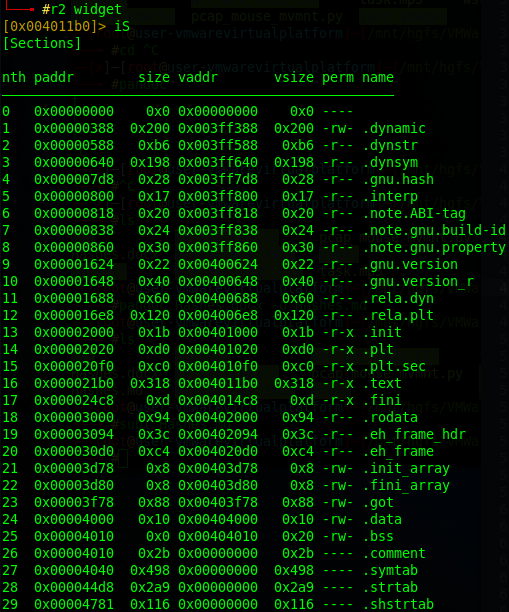 #r2 widget
[0x004011b0]> iS
[Sections]
nth paddr size vaddr vsize perm name
0 0x00000000 0x0 0x00000000 0x0 ----
1 0x00000388 0x200 0x003ff388 0x200 -rw- .dynamic
2 0x00000588 0xb6 0x003ff588 0xb6 -r-- .dynstr
3 0x00000640 0x198 0x003ff640 0x198 -r-- .dynsym
4 0x000007d8 0x28 0x003ff7d8 0x28 -r-- .gnu.hash
5 0x00000800 0x17 0x003ff800 0x17 -r-- .interp
6 0x00000818 0x20 0x003ff818 0x20 -r-- .note.ABI-tag
7 0x00000838 0x24 0x003ff838 0x24 -r-- .note.gnu.build-id
8 0x00000860 0x30 0x003ff860 0x30 -r-- .note.gnu.property
9 0x00001624 0x22 0x00400624 0x22 -r-- .gnu.version
10 0x00001648 0x40 0x00400648 0x40 -r-- .gnu.version_r
11 0x00001688 0x60 0x00400688 0x60 -r-- .rela.dyn
12 0x000016e8 0x120 0x004006e8 0x120 -r-- .rela.plt
13 0x00002000 0x1b 0x00401000 0x1b -r-x .init
14 0x00002020 0xd0 0x00401020 0xd0 -r-x .plt
15 0x000020f0 0xc0 0x004010f0 0xc0 -r-x .plt.sec
16 0x000021b0 0x318 0x004011b0 0x318 -r-x .text
17 0x000024c8 0xd 0x004014c8 0xd -r-x .fini
18 0x00003000 0x94 0x00402000 0x94 -r-- .rodata
19 0x00003094 0x3c 0x00402094 0x3c -r-- .eh_frame_hdr
20 0x000030d0 0xc4 0x004020d0 0xc4 -r-- .eh_frame
21 0x00003d78 0x8 0x00403d78 0x8 -rw- .init_array
22 0x00003d80 0x8 0x00403d80 0x8 -rw- .fini_array
23 0x00003f78 0x88 0x00403f78 0x88 -rw- .got
24 0x00004000 0x10 0x00404000 0x10 -rw- .data
25 0x00004010 0x0 0x00404010 0x20 -rw- .bss
26 0x00004010 0x2b 0x00000000 0x2b ---- .comment
27 0x00004040 0x498 0x00000000 0x498 ---- .symtab
28 0x000044d8 0x2a9 0x00000000 0x2a9 ---- .strtab
29 0x00004781 0x116 0x00000000 0x116 ---- .shstrtab